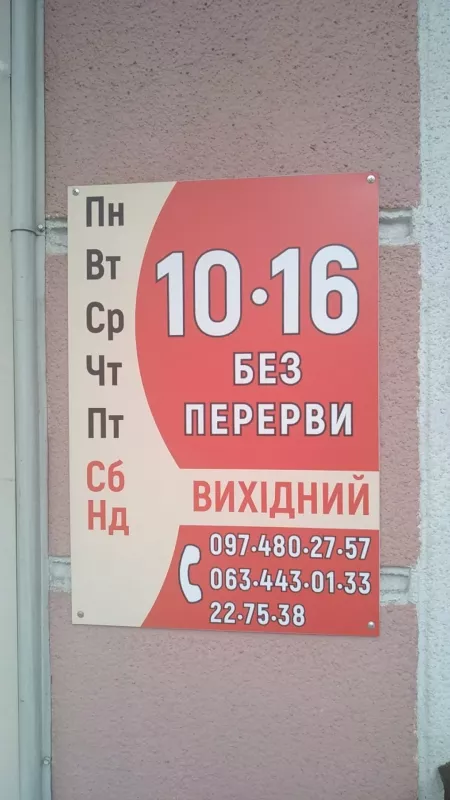 Пн
Вт
Ср
Чт
Пт
Сб
Нд
10·16
БЕЗ
ПЕРЕРВИ
ВИХІДНИЙ
097·480·27·57
063·443·01·33
22·75·38